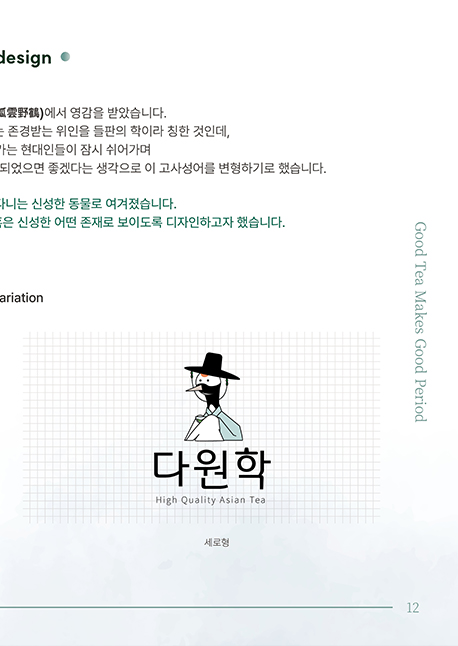 design
孤雲野鶴)에서 영감을 받았습니다.
는 존경받는 위인을 들판의 학이라 칭한 것인데,
가는 현대인들이 잠시 쉬어가며
되었으면 좋겠다는 생각으로 이 고사성어를 변형하기로 했습니다.
다니는 신성한 동물로 여겨졌습니다.
신성한 어떤 존재로 보이도록 디자인하고자 했습니다.
Good Tea Makes Good Period
ariation
다원학
High Quality Asian Tea
세로형
12